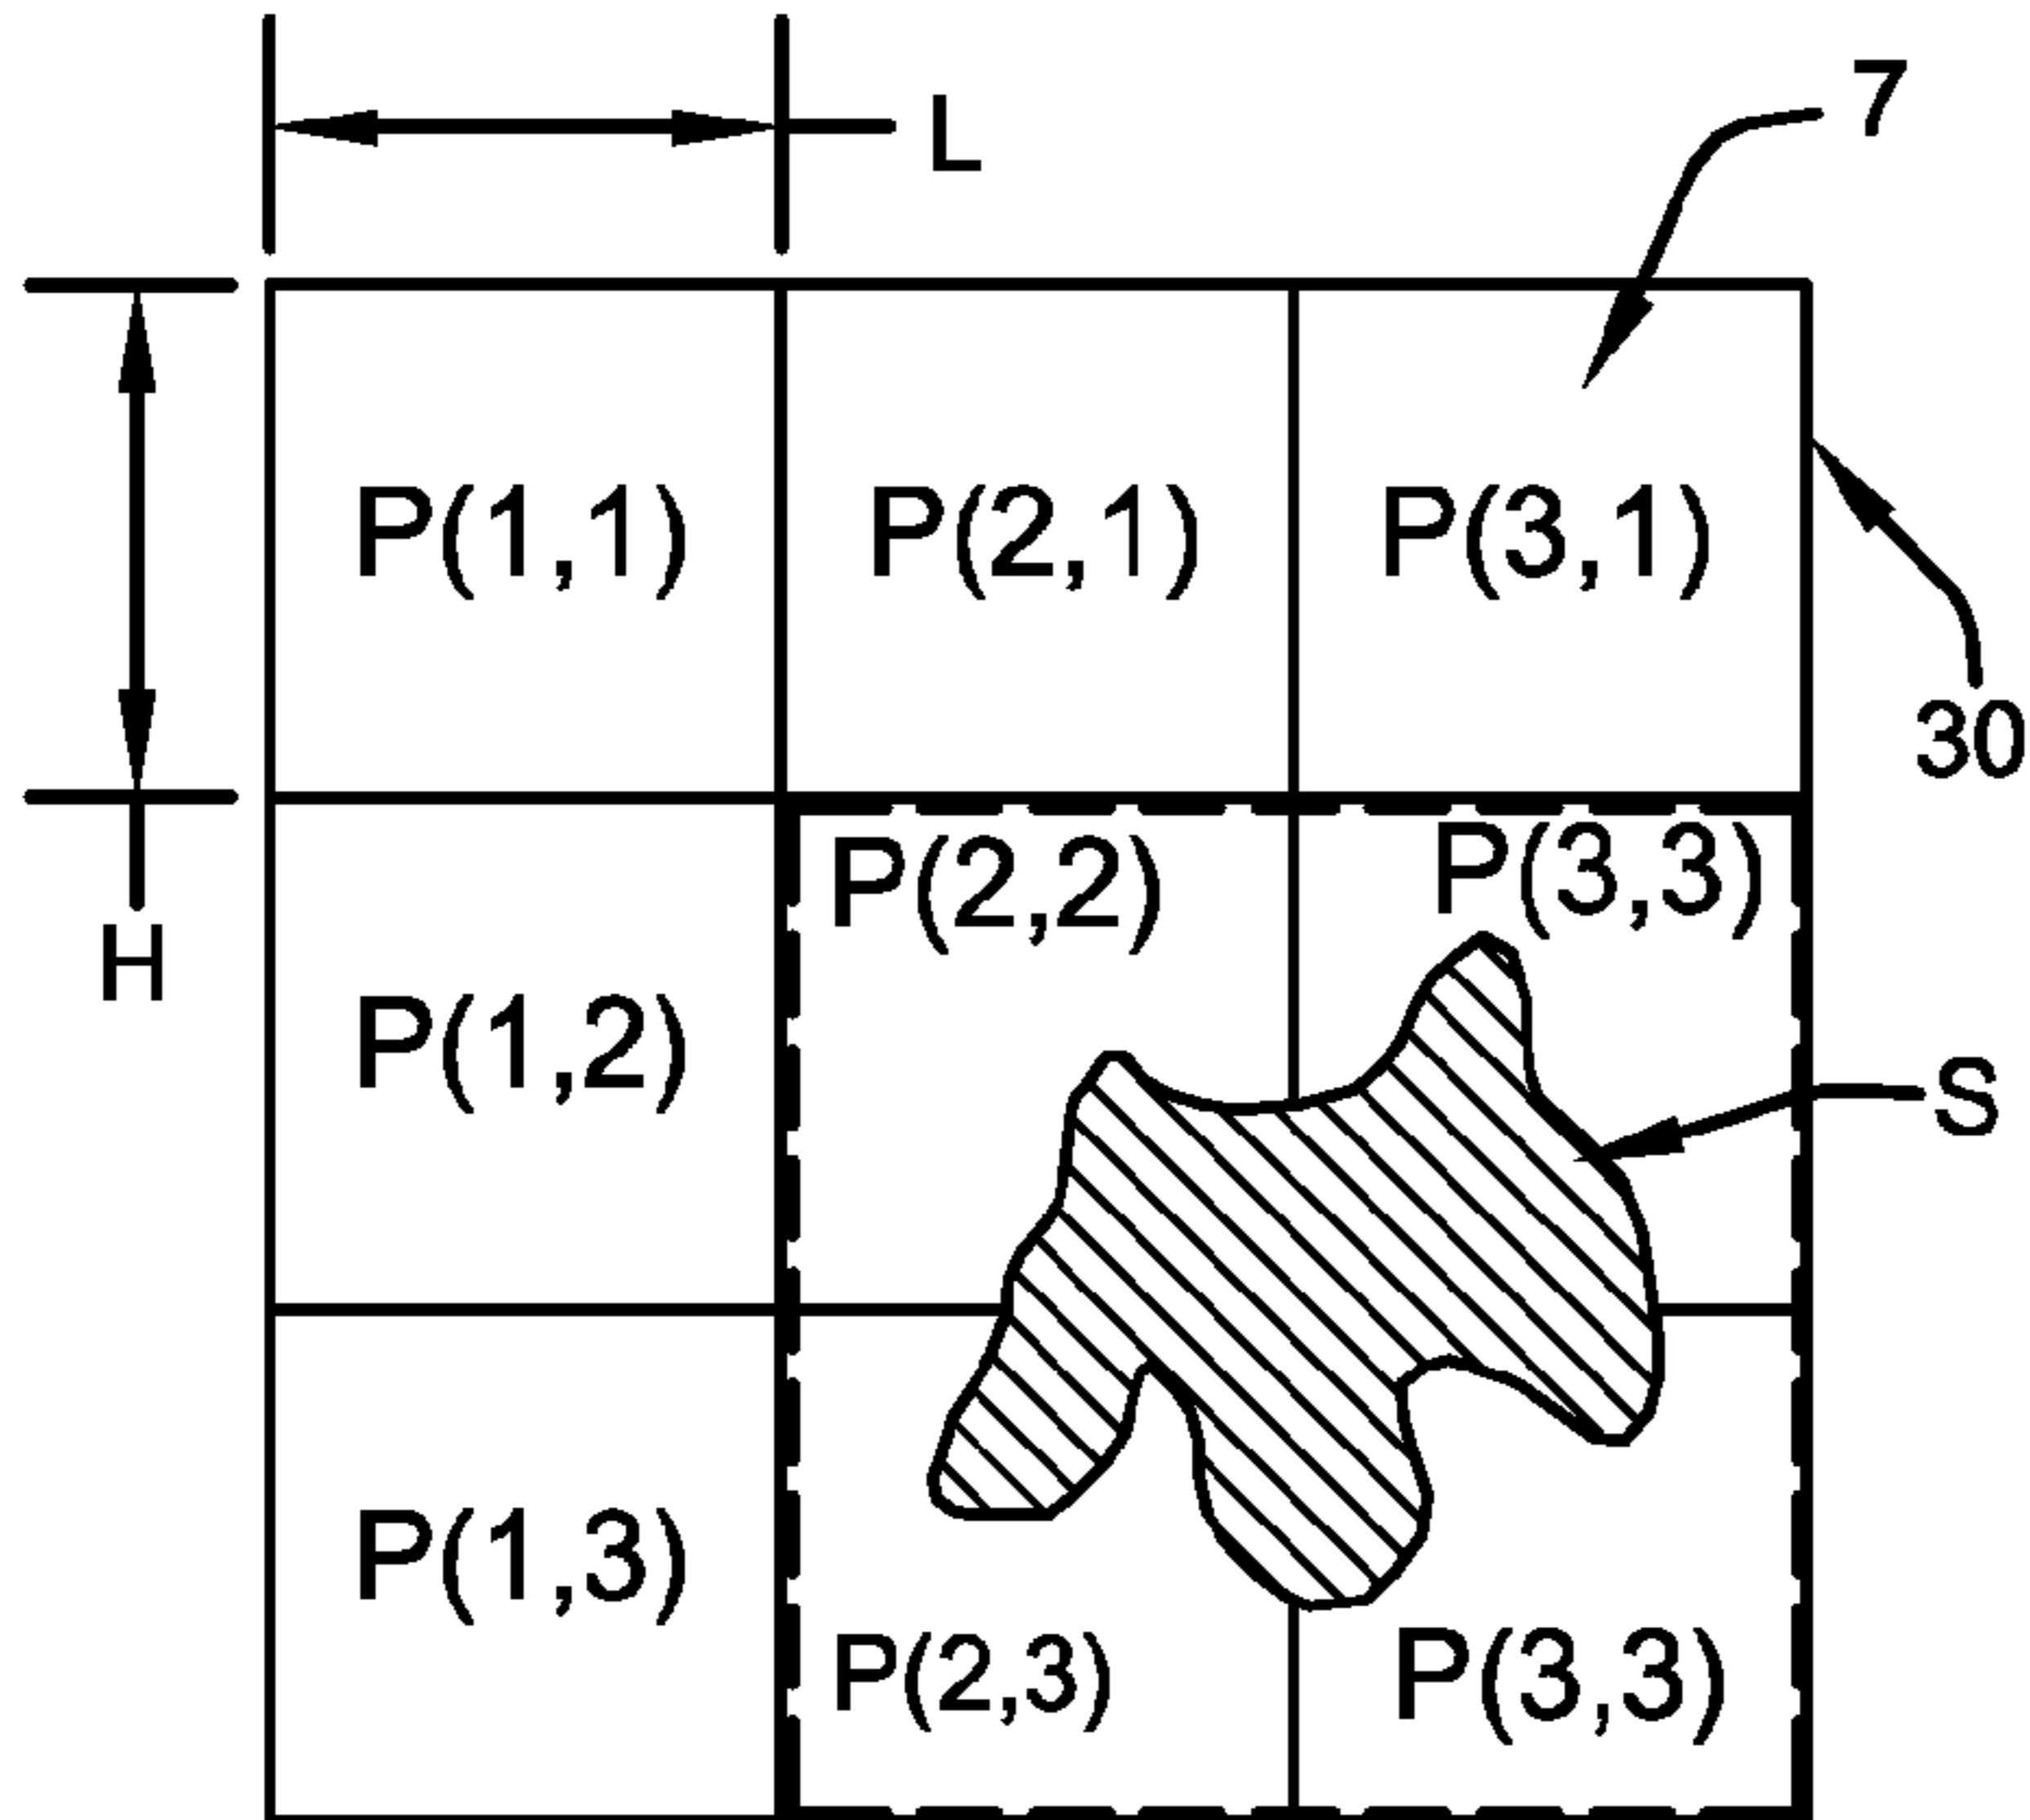 L
7
P(1,1) P(2,1) P(3,1)
30
P(2,2) P(3,3)
H
P(1,2)
S
P(1,3)
P(2,3) P(3,3)